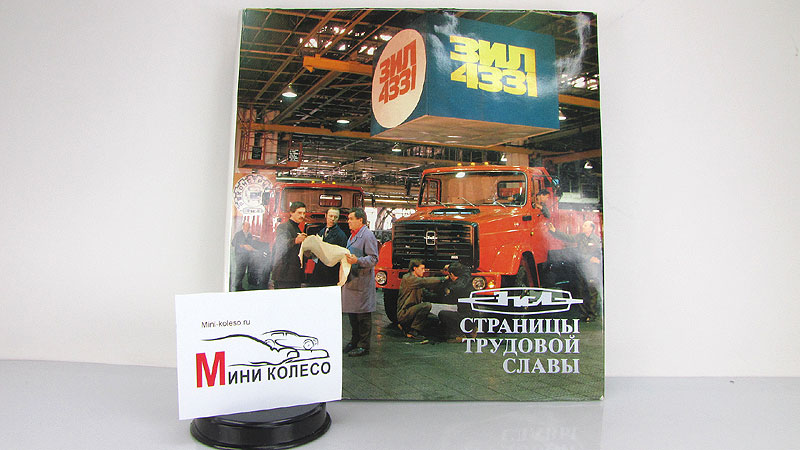 ЗИЛ
4331
ЗИЛ
4331
ЗИЛ
СТРАНИЦЫ
ТРУДОВОЙ
СЛАВЫ
Mini-koleso.ru
МИНИ КОЛЕСО